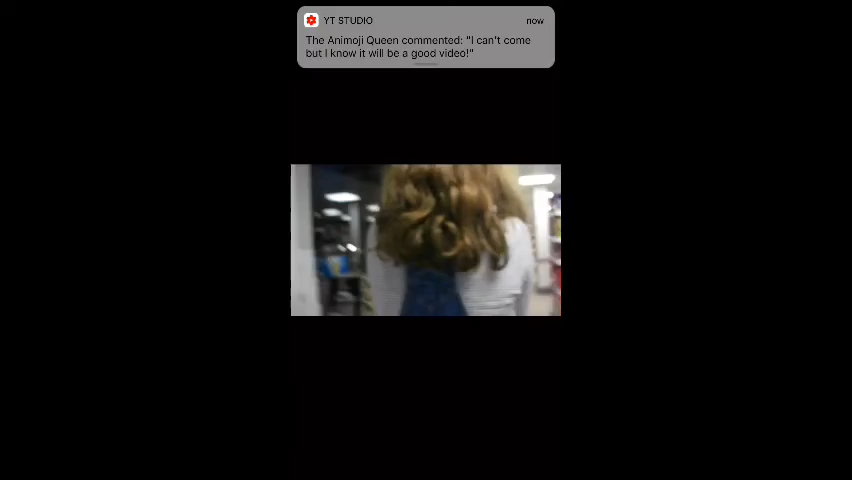 YT STUDIO
now
The Animoji Queen commented: "I can't come
but I know it will be a good video!"